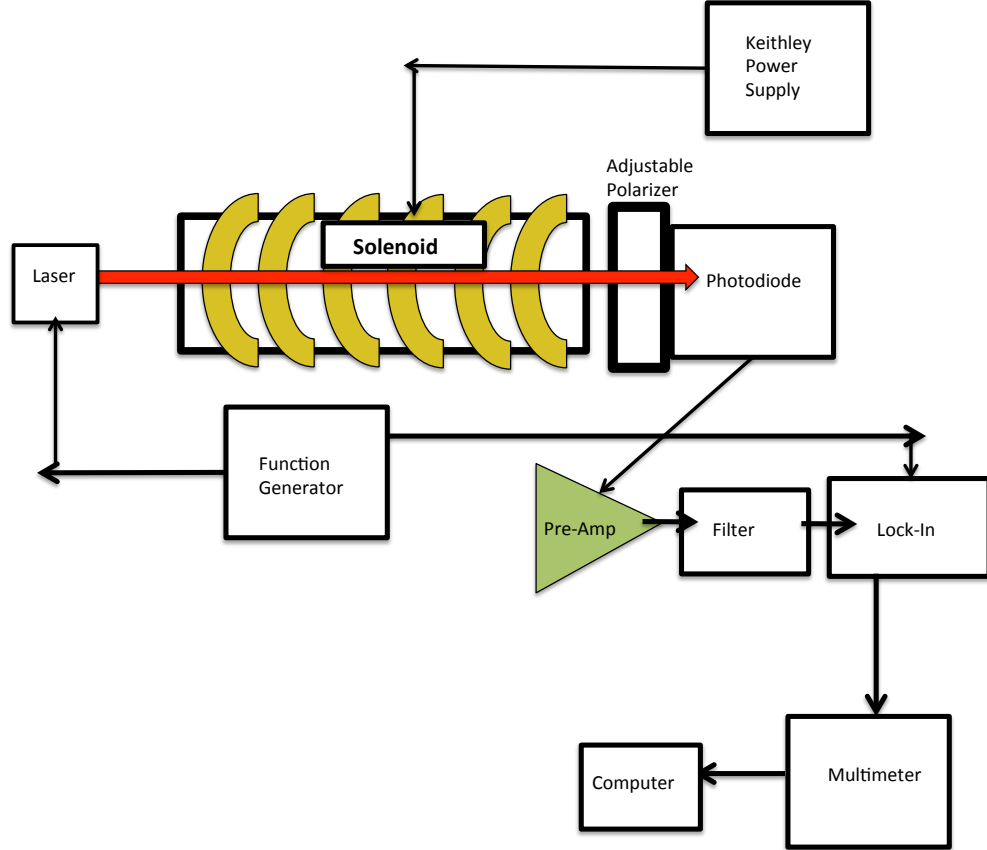 Keithley
Power
Supply
Adjustable
Polarizer
Solenoid
Laser
Photodiode
Function
Generator
Pre-Amp
Filter
Lock-In
Computer
Multimeter